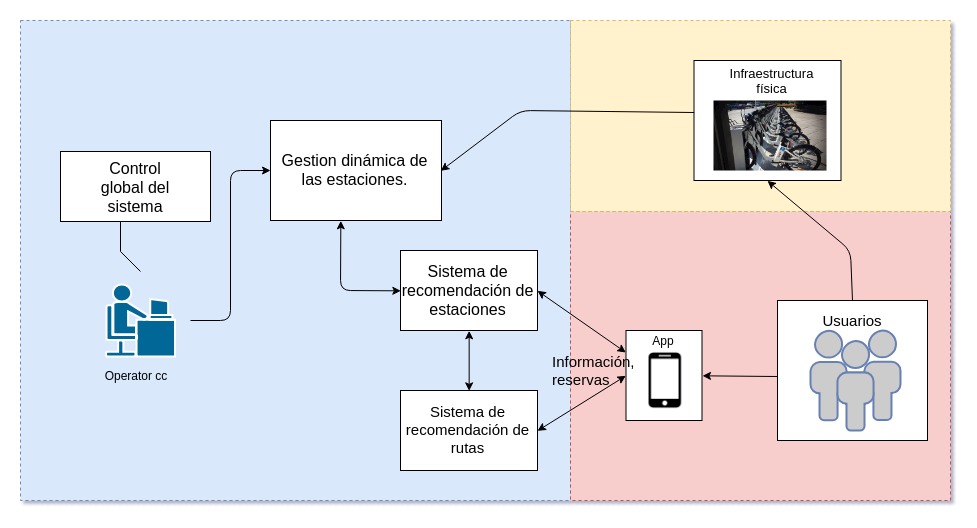 Infraestructura
física
Gestion dinámica de
las estaciones.
Control
global del
sistema
Operator cc
Sistema de
recomendación de
estaciones
Información,
reservas
Sistema de
recomendación de
rutas
App
Usuarios